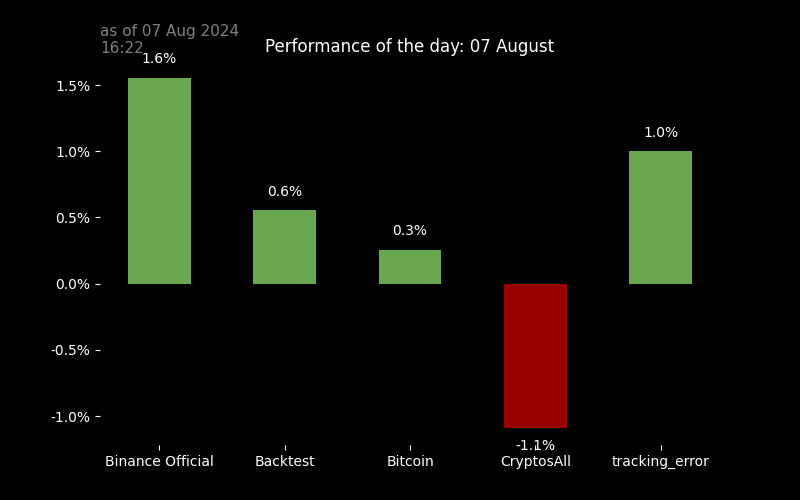 as of 07 Aug 2024
16:22
Performance of the day: 07 August
1.6%
1.5%
1.0%
1.0%
0.6%
0.5%
0.3%
0.0%
-0.5%
-1.0%
-1.1%
Binance Official
Backtest
Bitcoin
CryptosAll
tracking_error